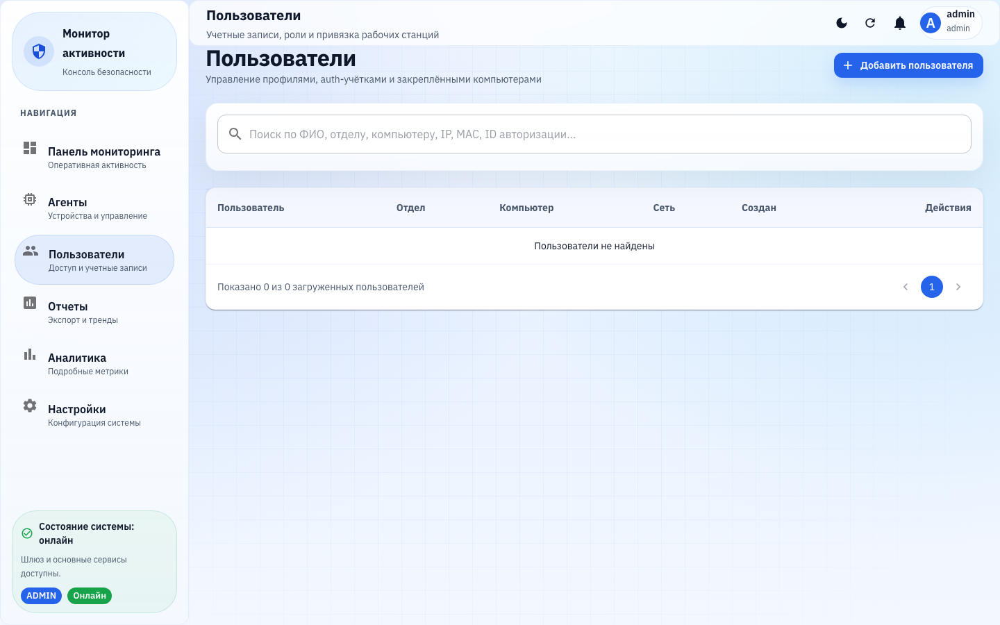 Монитор
активности
Консоль безопасности
НАВИГАЦИЯ
Панель мониторинга
Оперативная активность
Агенты
Устройства и управление
Пользователи
Доступ и учетные записи
Отчеты
Экспорт и тренды
Аналитика
Подробные метрики
Настройки
Конфигурация системы
Состояние системы:
онлайн
Шлюз и основные сервисы
доступны.
ADMIN Онлайн
Пользователи
Учетные записи, роли и привязка рабочих станций
A
admin
admin
Пользователи
Управление профилями, auth-учётками и закреплёнными компьютерами
Добавить пользователя
Поиск по ФИО, отделу, компьютеру, IP, MAC, ID авторизации...
Пользователь Отдел Компьютер Сеть Создан Действия
Пользователи не найдены
Показано 0 из 0 загруженных пользователей
1